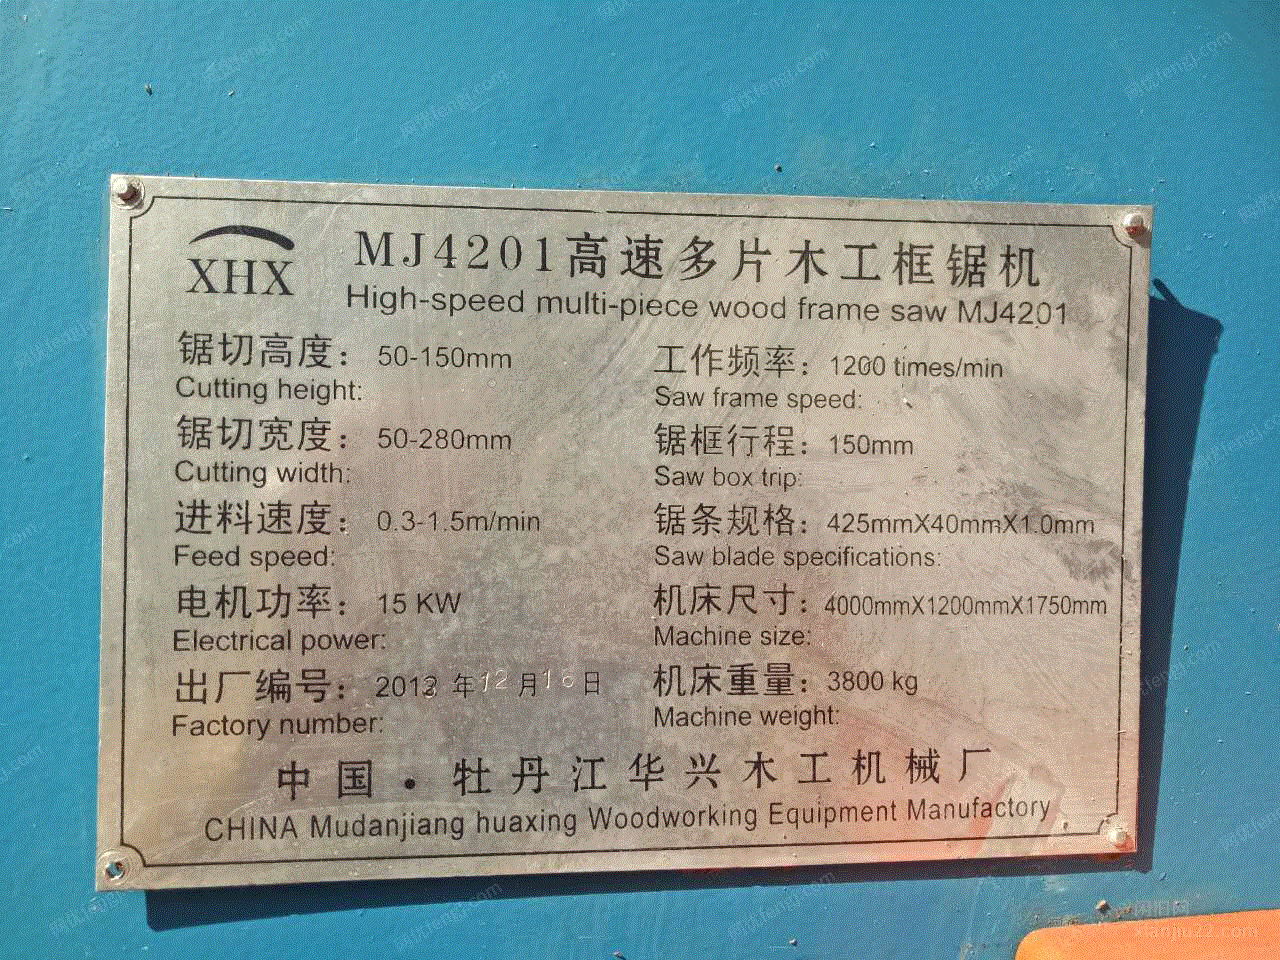 XHX
MJ4201高速多片木工框锯机
High-speed multi-piece wood frame saw MJ4201
锯切高度：50-150mm
Cutting height:
锯切宽度：50-280mm
Cutting width:
进料速度：0.3-1.5m/min
Feed speed:
电机功率：15 KW
Electrical power:
出厂编号：年12月16日
Factory number:
工作频率：1200 times/min
Saw frame speed:
锯框行程：150mm
Saw box trip:
锯条规格：425mmX40mmX1.0mm
Saw blade specifications:
机床尺寸：4000mmX1200mmX1750mm
Machine size:
机床重量：3800 kg
Machine weight:
中国·牡丹江华兴木工机械厂
CHINA Mudanjiang huaxing Woodworking Equipment Manufactory
xianjiu22.com